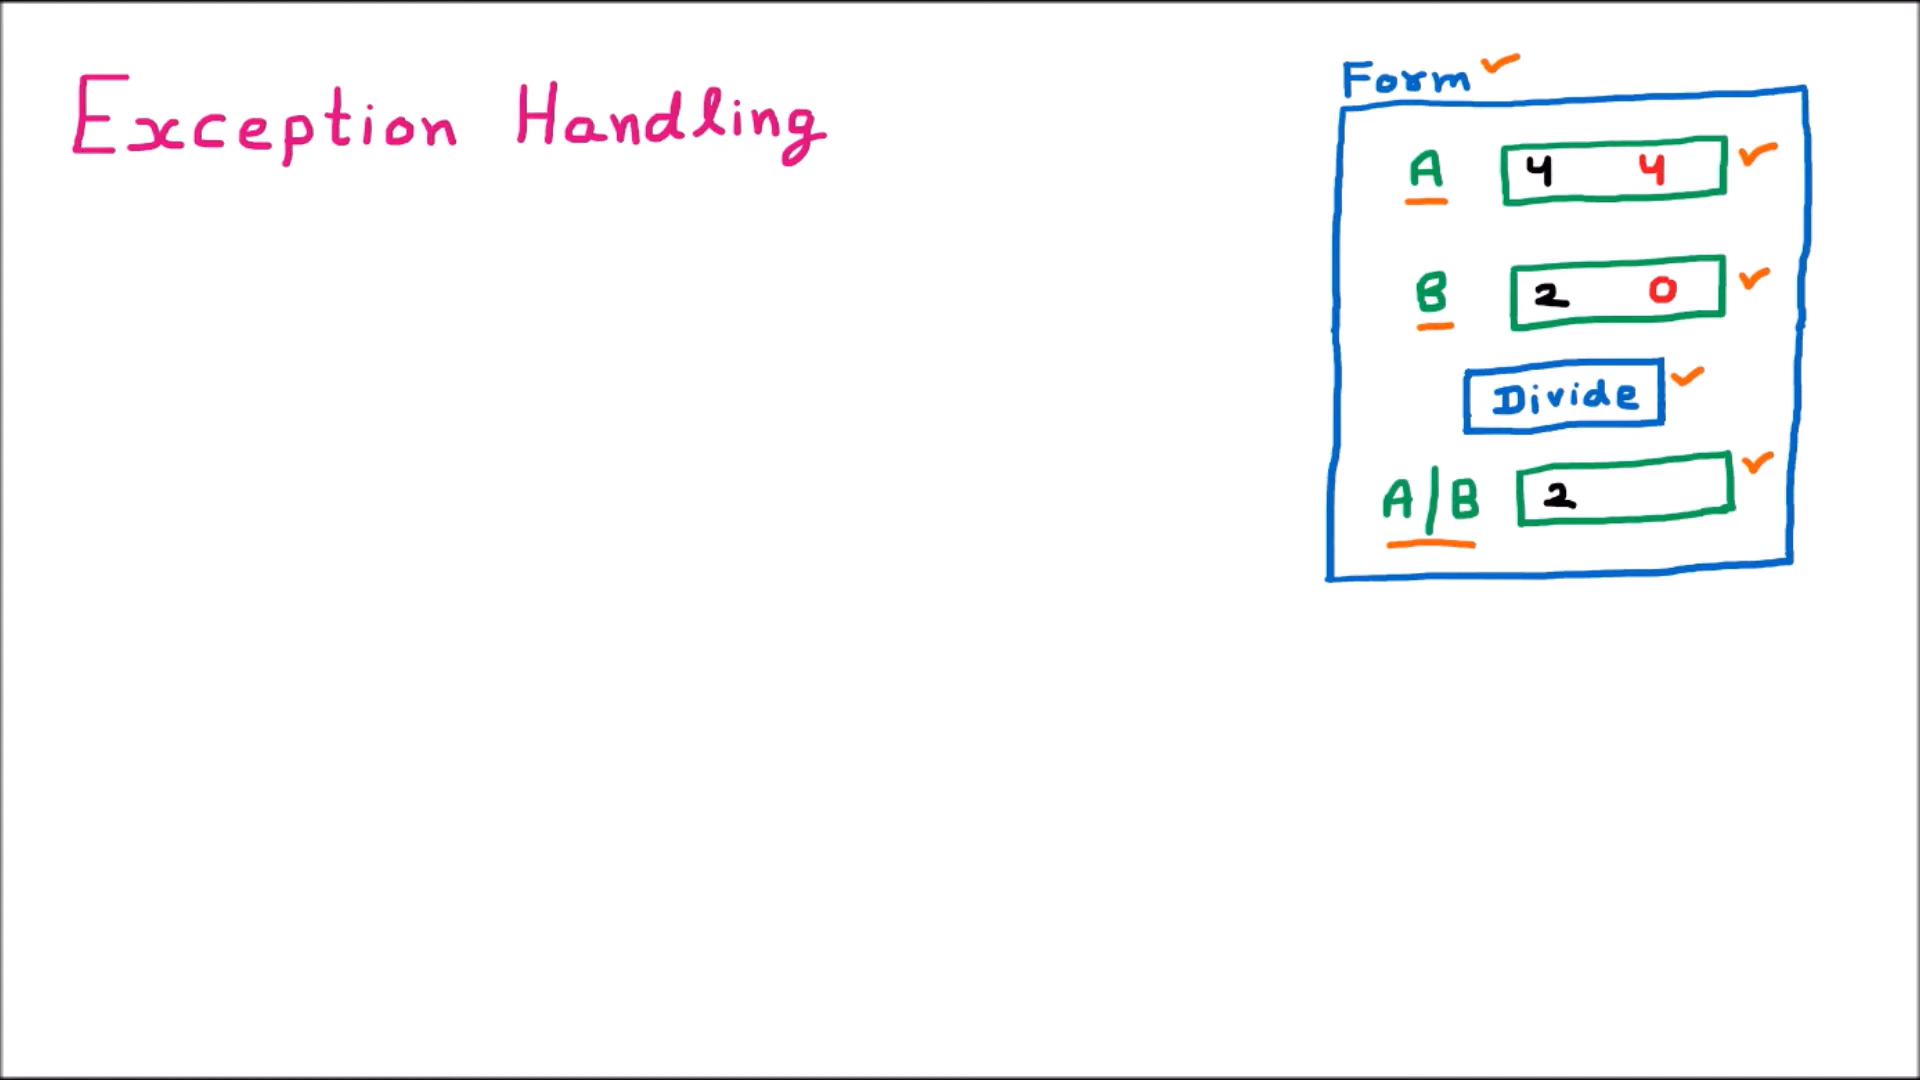 Exception Handling
Form
A 4 4
B 2 0
Divide
A/B 2